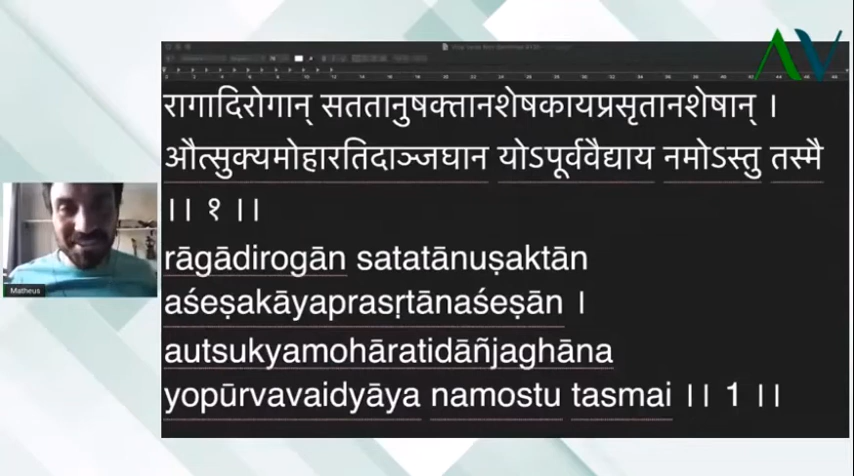 AV
रागादिरोगान् सततानुषक्तानशेषकायप्रसृतानशेषान् ।
औत्सुक्यमोहारतिदाञ्जघान योऽपूर्ववैद्याय नमोऽस्तु तस्मै
।। १ ।।
rāgādirogān satatānuṣaktān
aśeṣakāyaprasṛtānaśeṣān |
autsukyamohāratidāñjaghāna
yopūrvavaidyāya namostu tasmai || 1 ||
Matheus